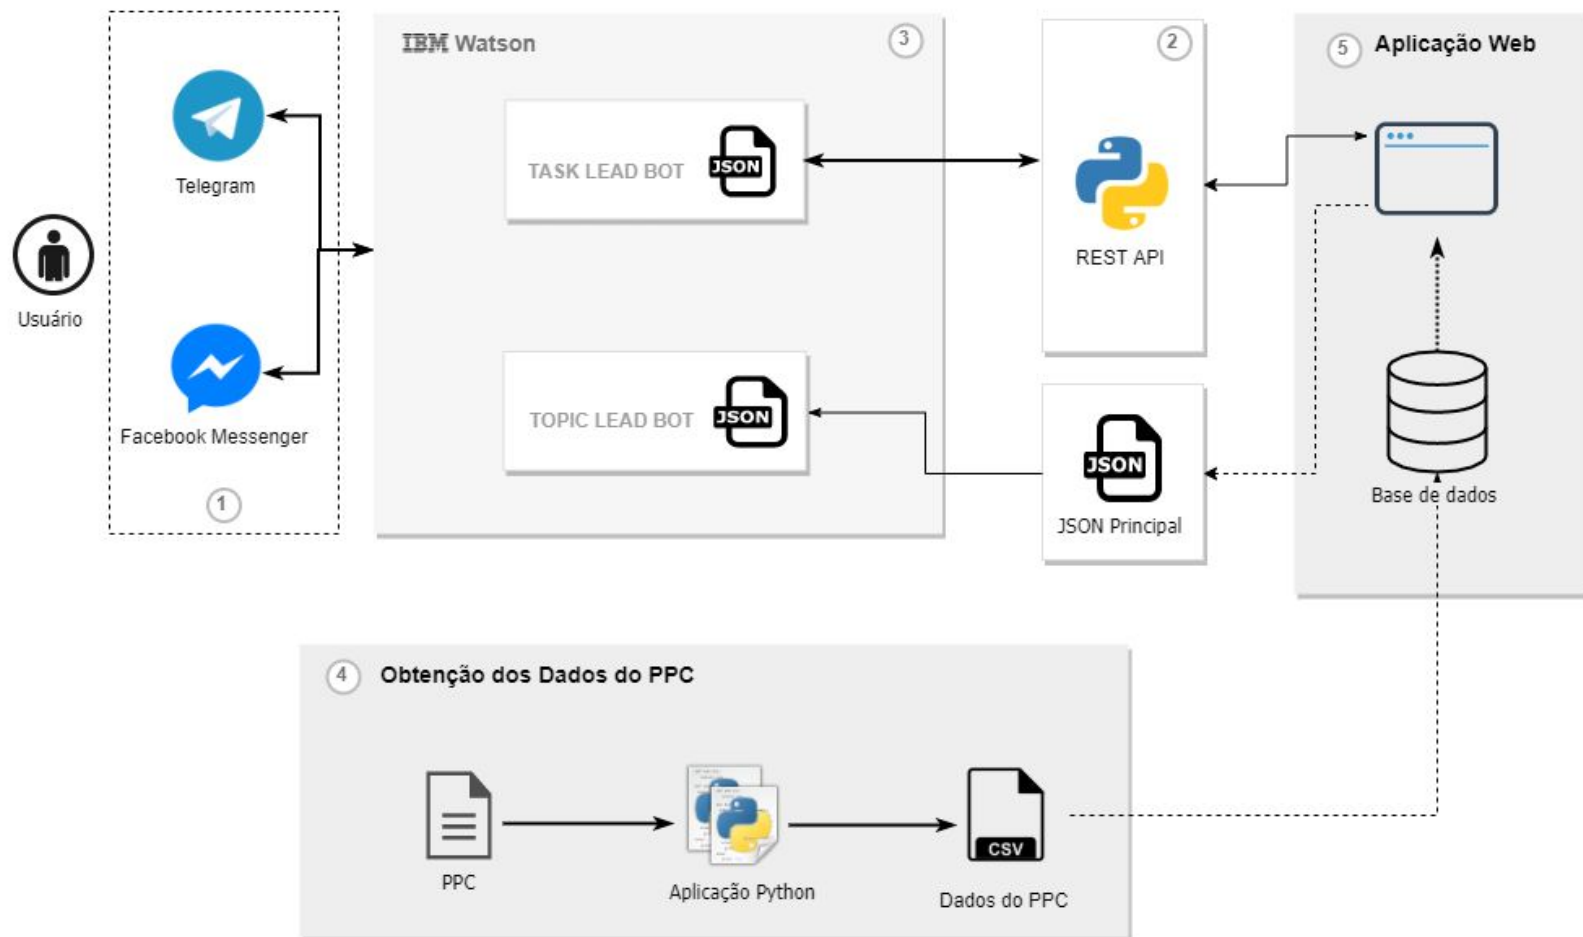 IBM Watson
3
2
5
Aplicação Web
TASK LEAD BOT
JSON
Telegram
REST API
Usuário
TOPIC LEAD BOT
JSON
Facebook Messenger
1
JSON
JSON Principal
Base de dados
4
Obtenção dos Dados do PPC
PPC
Aplicação Python
CSV
Dados do PPC